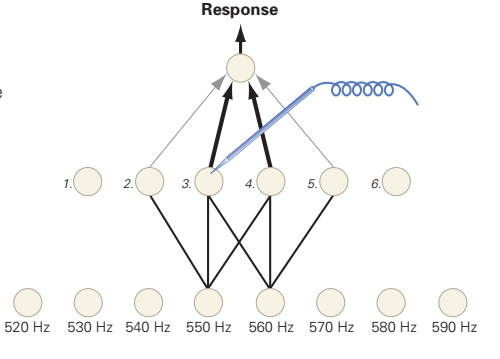 Response
e
1. 2. 3. 4. 5. 6.
520 Hz 530 Hz 540 Hz 550 Hz 560 Hz 570 Hz 580 Hz 590 Hz